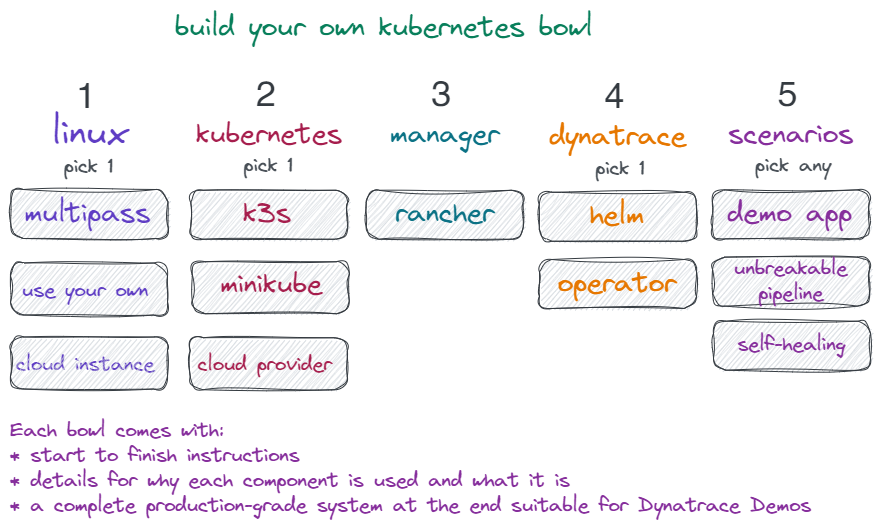 build your own kubernetes bowl
1
linux
pick 1
multipass
use your own
cloud instance
2
kubernetes
pick 1
k3s
minikube
cloud provider
3
manager
rancher
4
dynatrace
pick 1
helm
operator
5
scenarios
pick any
demo app
unbreakable
pipeline
self-healing
Each bowl comes with:
* start to finish instructions
* details for why each component is used and what it is
* a complete production-grade system at the end suitable for Dynatrace Demos